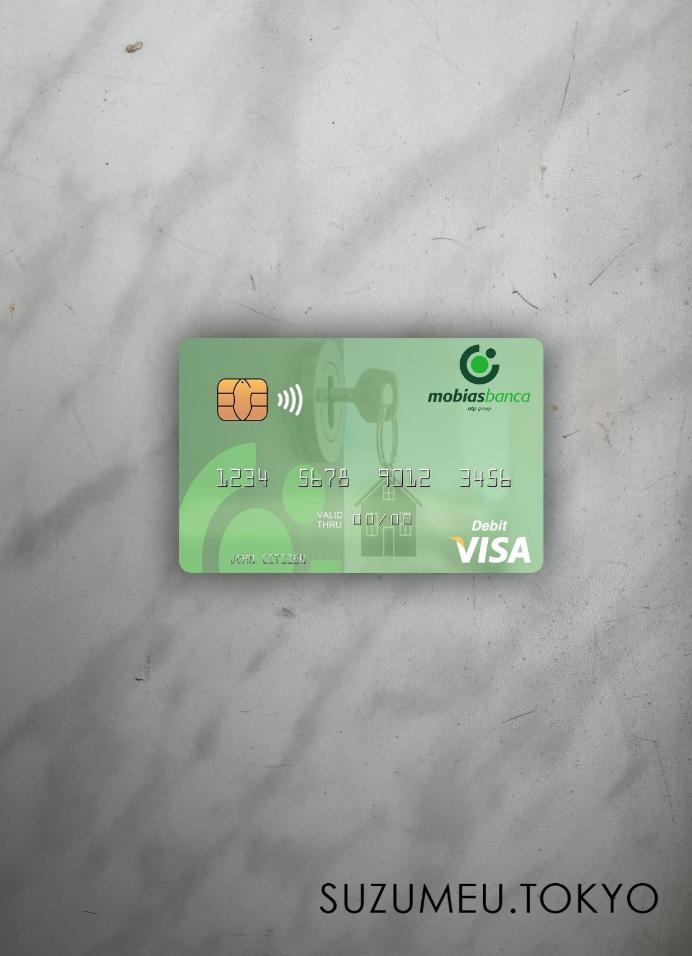 mobiasbanca
otp group
1234 5678 9012 3456
VALID
THRU 00/00
Debit
VISA
JOHN CITIZEN
SUZUMEU.TOKYO